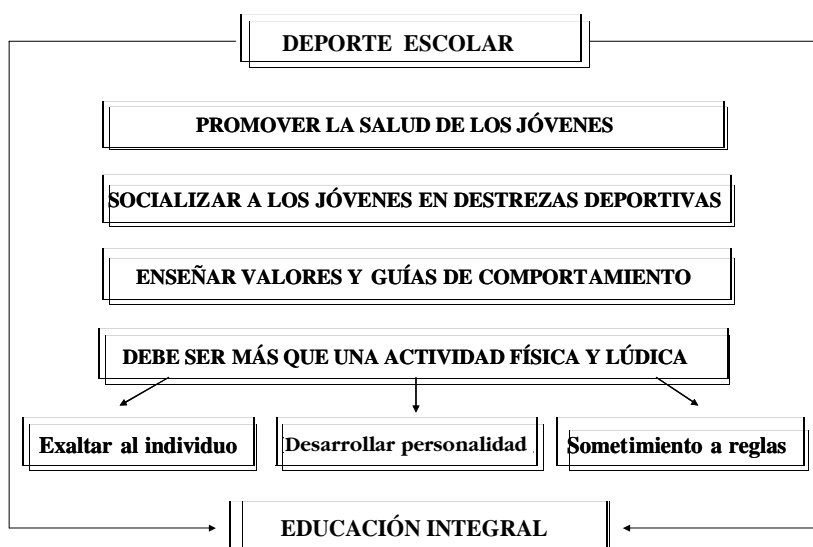 DEPORTE ESCOLAR
PROMOVER LA SALUD DE LOS JÓVENES
SOCIALIZAR A LOS JÓVENES EN DESTREZAS DEPORTIVAS
ENSEÑAR VALORES Y GUÍAS DE COMPORTAMIENTO
DEBE SER MÁS QUE UNA ACTIVIDAD FÍSICA Y LÚDICA
Exaltar al individuo
Desarrollar personalidad
Sometimiento a reglas
EDUCACIÓN INTEGRAL